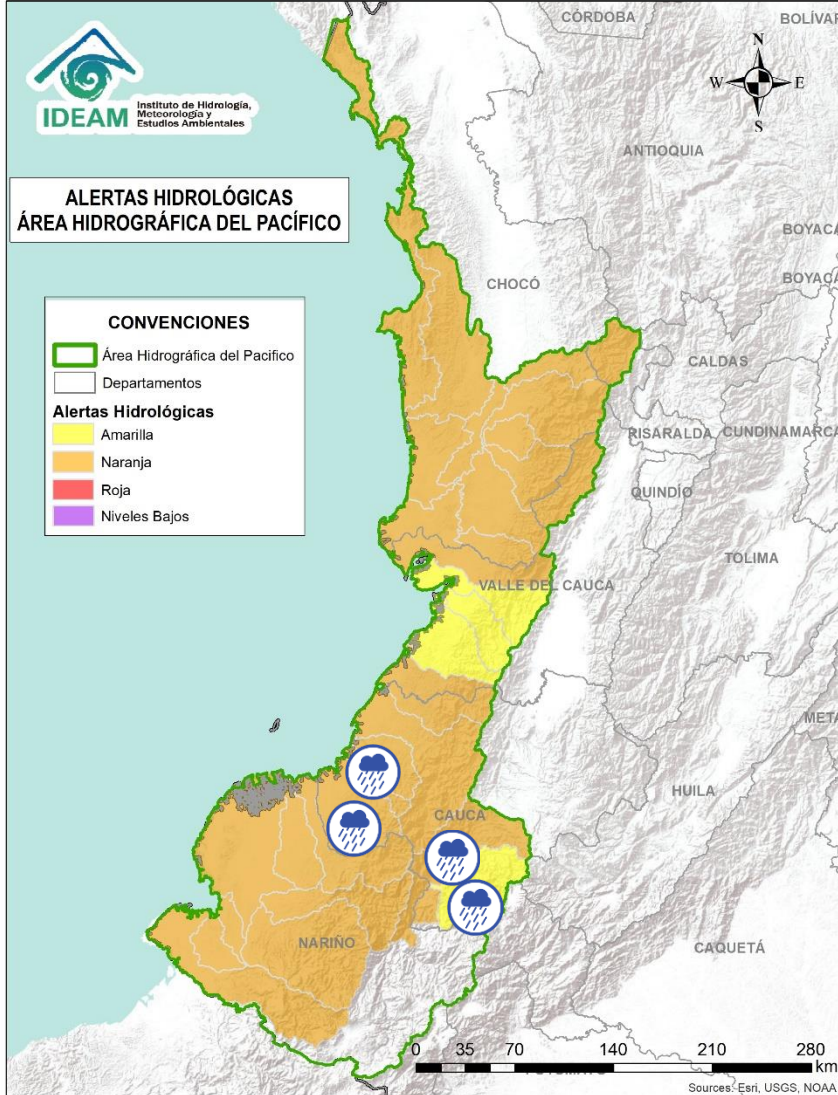 CÓRDOBA
BOLÍVAR
N
W
E
S
IDEAM
Instituto de Hidrología,
Meteorología y
Estudios Ambientales
ANTIOQUIA
ALERTAS HIDROLÓGICAS
ÁREA HIDROGRÁFICA DEL PACÍFICO
BOYACÁ
CHOCÓ
BOYACÁ
CONVENCIONES
Área Hidrográfica del Pacifico
Departamentos
Alertas Hidrológicas
Amarilla
Naranja
Roja
Niveles Bajos
CALDAS
RISARALDA
CUNDINAMARCA
QUINDÍO
TOLIMA
VALLE DEL CAUCA
META
HUILA
CAUCA
NARIÑO
CAQUETÁ
0 35 70 140 210 280
km
Sources: Esri, USGS, NOAA